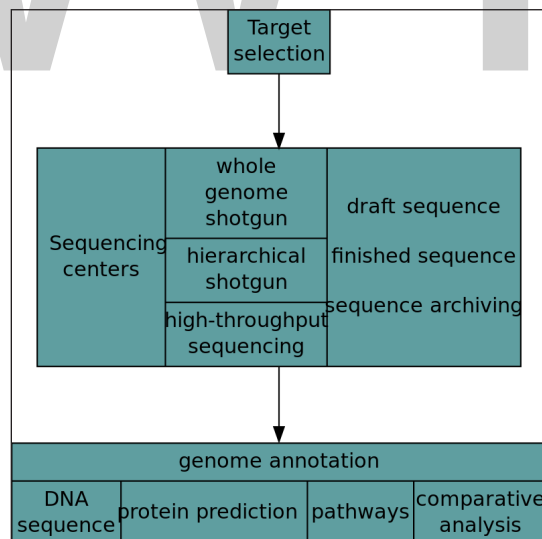 Target
selection
whole
genome
shotgun
Sequencing
centers
hierarchical
shotgun
high-throughput
sequencing
draft sequence
finished sequence
sequence archiving
genome annotation
DNA
sequence
protein prediction
pathways
comparative
analysis